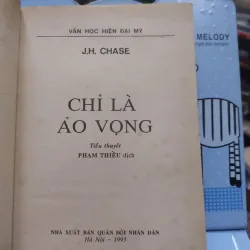 VĂN HỌC HIỆN ĐẠI MỸ
J.H. CHASE
CHỈ LÀ
ẢO VỌNG
Tiểu thuyết
PHẠM THIỀU dịch
NHÀ XUẤT BẢN QUÂN ĐỘI NHÂN DÂN
Hà Nội - 1993
MELODY